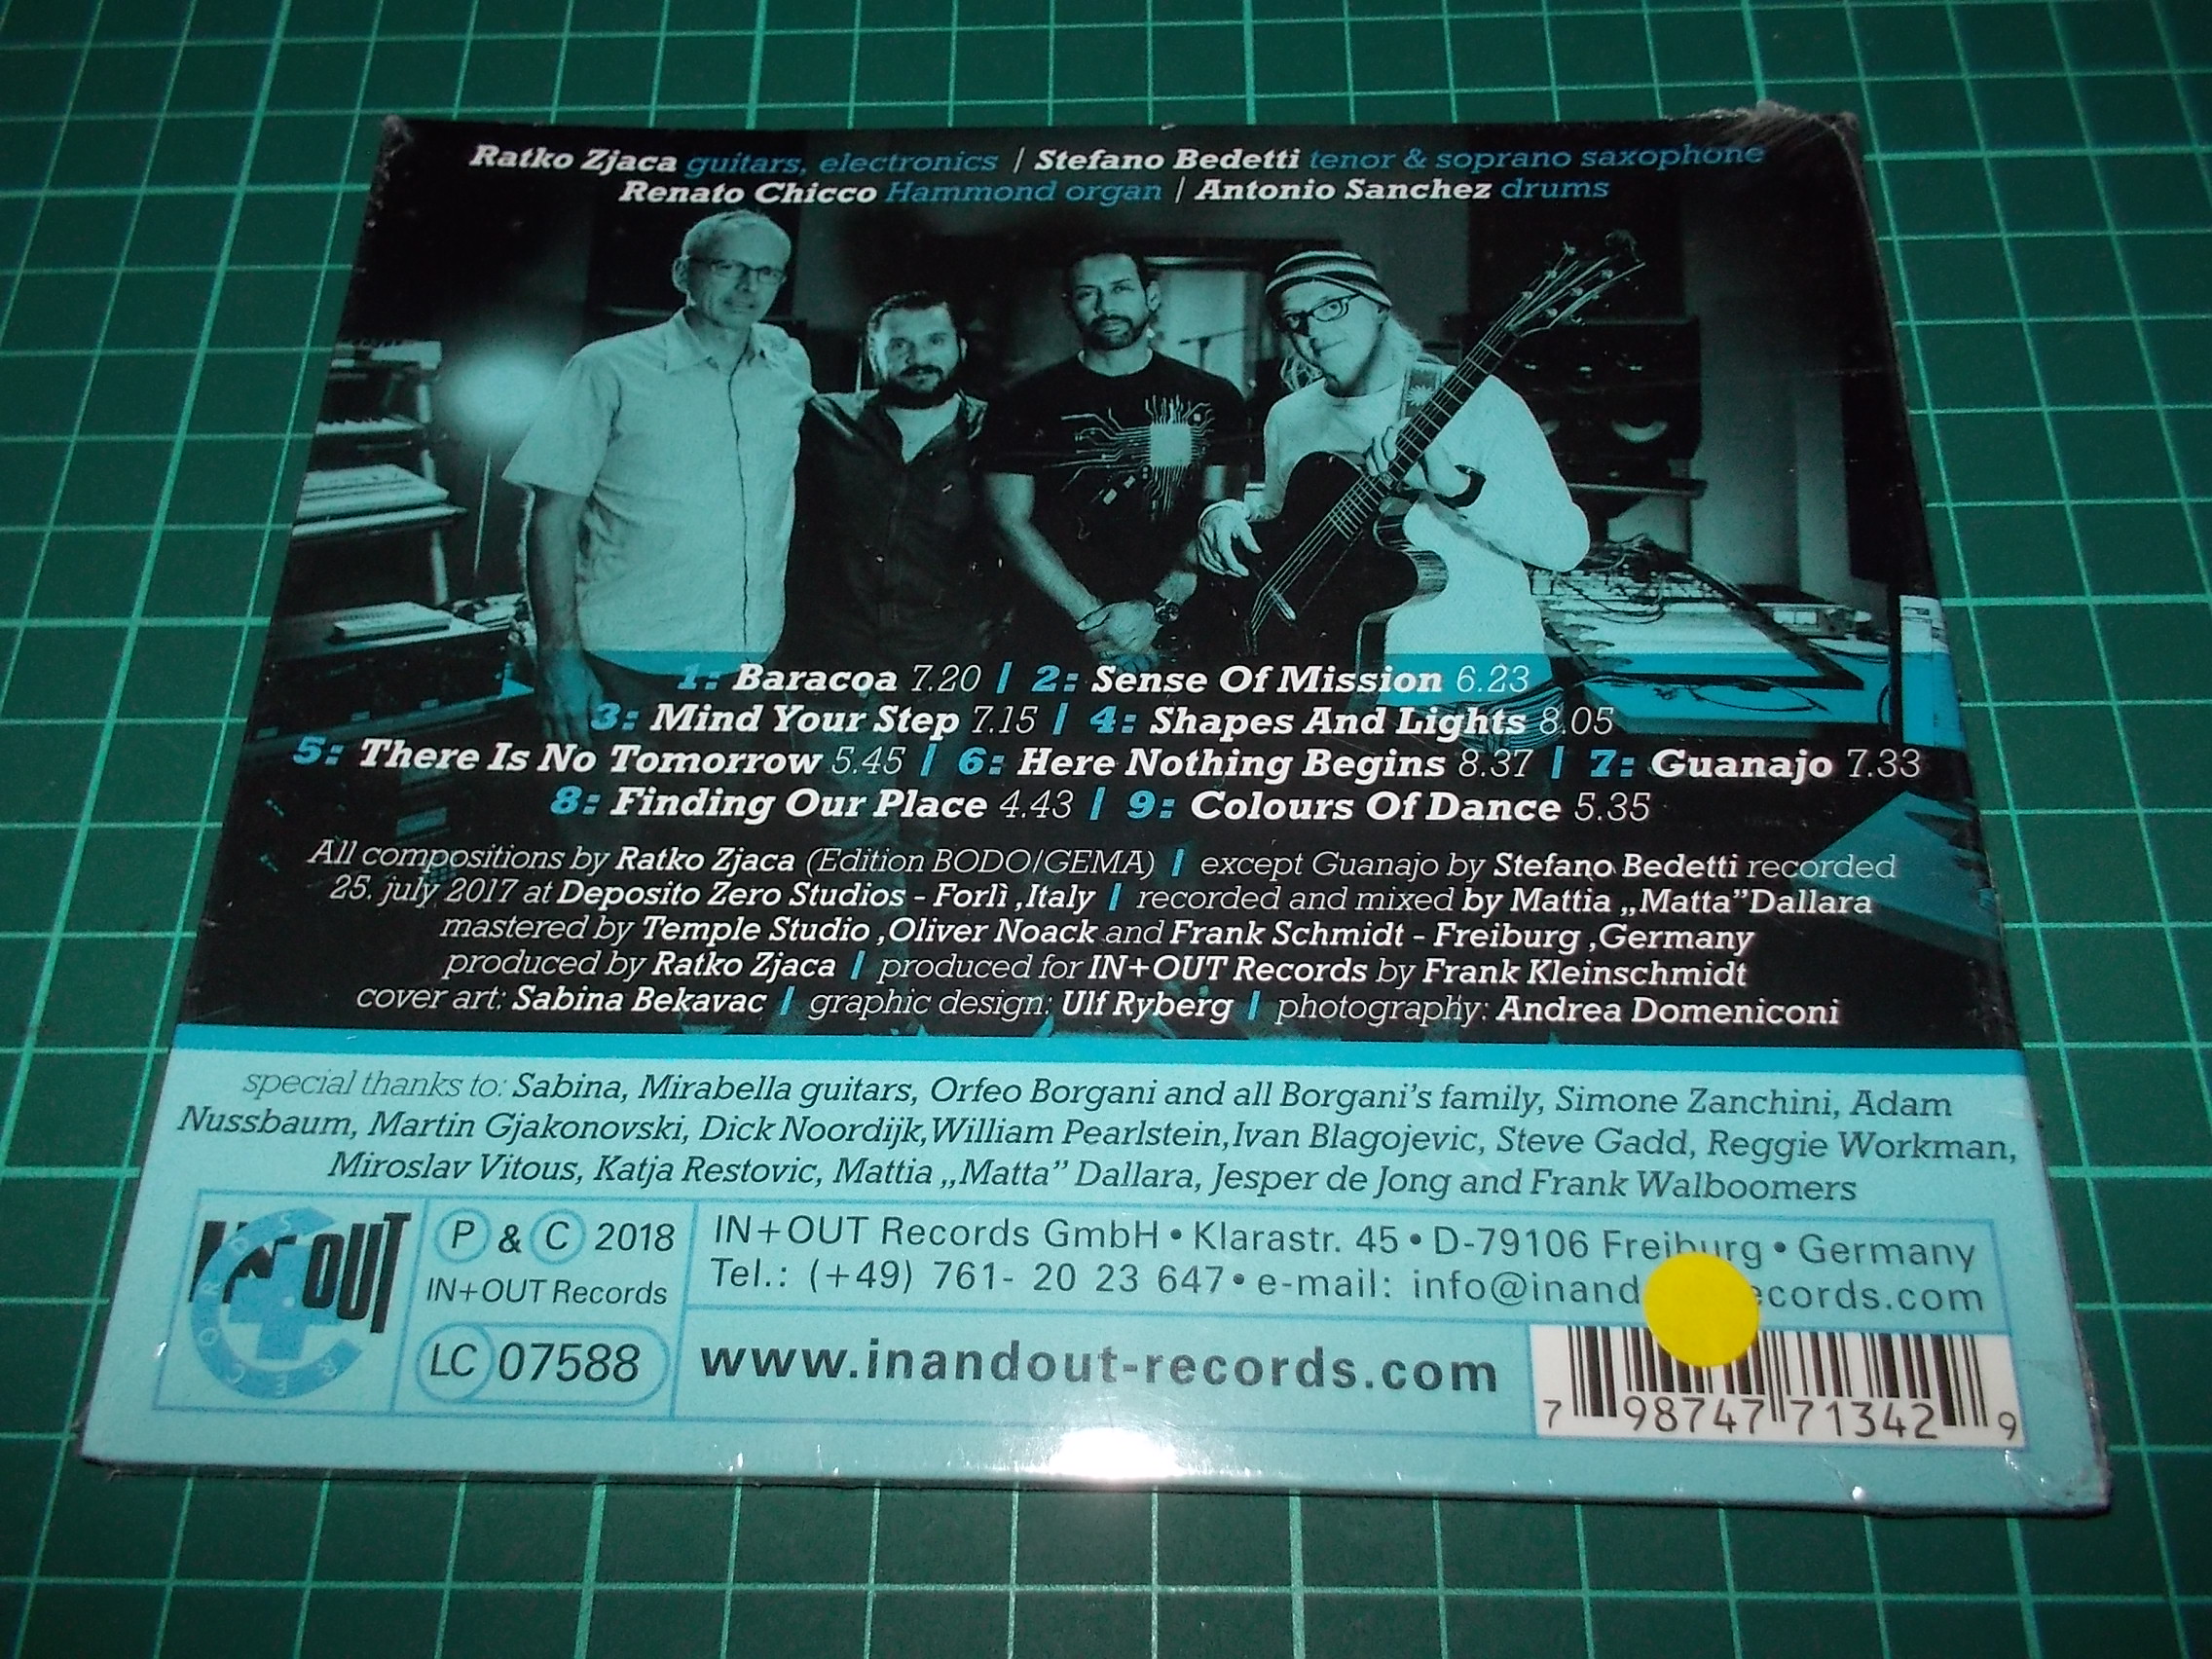 Ratko Zjaca guitars, electronics | Stefano Bedetti tenor & soprano saxophone
Renato Chicco Hammond organ | Antonio Sanchez drums
1: Baracoa 7.20 | 2: Sense Of Mission 6.23
3: Mind Your Step 7.15 | 4: Shapes And Lights 8.05
5: There Is No Tomorrow 5.45 | 6: Here Nothing Begins 8.37 | 7: Guanajo 7.33
8: Finding Our Place 4.43 | 9: Colours Of Dance 5.35
All compositions by Ratko Zjaca (Edition BODO/GEMA) | except Guanajo by Stefano Bedetti recorded
25. july 2017 at Deposito Zero Studios - Forlì ,Italy | recorded and mixed by Mattia „Matta”Dallara
mastered by Temple Studio ,Oliver Noack and Frank Schmidt - Freiburg ,Germany
produced by Ratko Zjaca | produced for IN+OUT Records by Frank Kleinschmidt
cover art: Sabina Bekavac | graphic design: Ulf Ryberg | photography: Andrea Domeniconi
special thanks to: Sabina, Mirabella guitars, Orfeo Borgani and all Borgani's family, Simone Zanchini, Adam
Nussbaum, Martin Gjakonovski, Dick Noordijk,William Pearlstein,Ivan Blagojevic, Steve Gadd, Reggie Workman,
Miroslav Vitous, Katja Restovic, Mattia „Matta” Dallara, Jesper de Jong and Frank Walboomers
IN OUT
RECORDS
P & C 2018
IN+OUT Records
LC 07588
IN+OUT Records GmbH • Klarastr. 45 • D-79106 Freiburg • Germany
Tel.: (+49) 761- 20 23 647 • e-mail: info@inand ecords.com
www.inandout-records.com
7 98747 71342 9